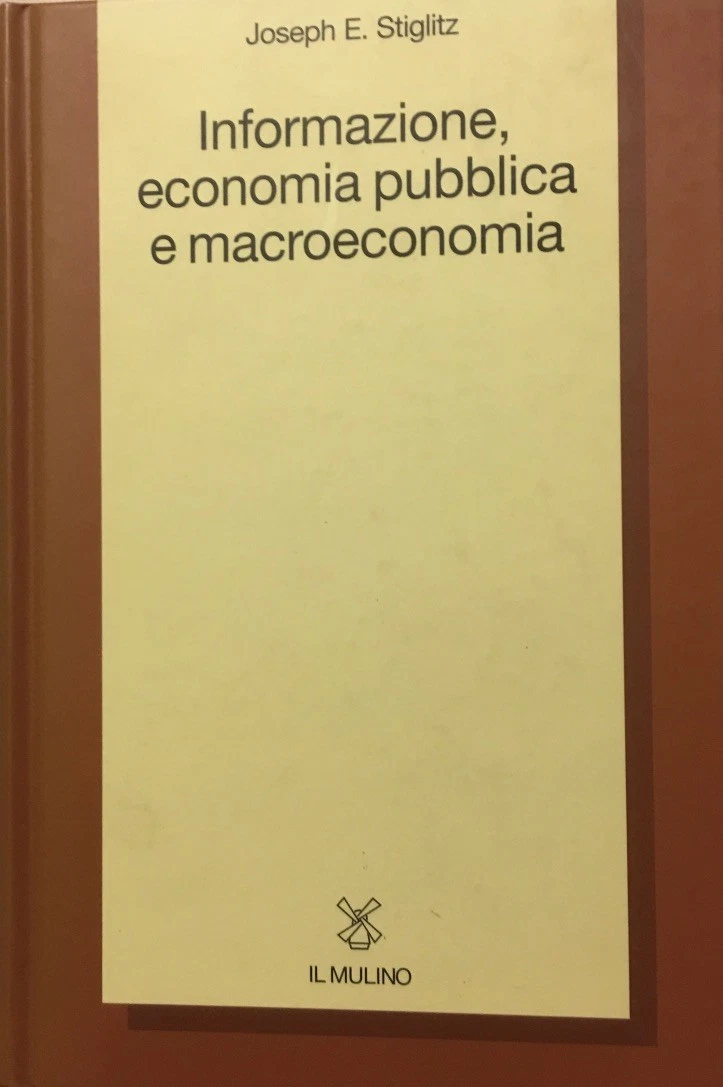 Joseph E. Stiglitz
Informazione,
economia pubblica
e macroeconomia
IL MULINO